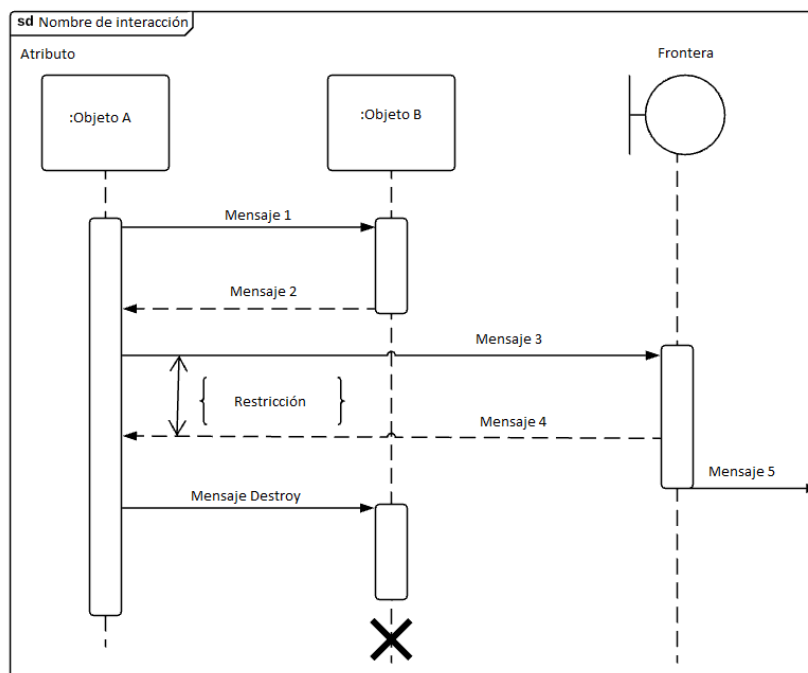 sd Nombre de interacción
Atributo
Frontera
:Objeto A
:Objeto B
Mensaje 1
Mensaje 2
Mensaje 3
{ Restricción }
Mensaje 4
Mensaje 5
Mensaje Destroy